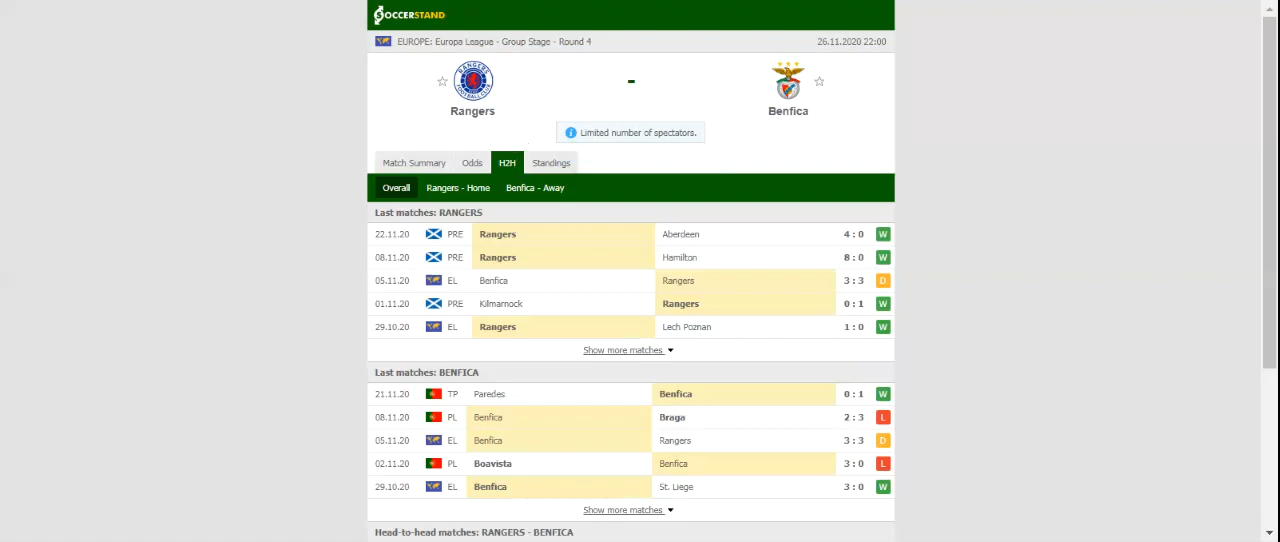 SOCCERSTAND
EUROPE: Europa League - Group Stage - Round 4 26.11.2020 22:00
RANGERS FOOTBALL CLUB
-
Rangers Benfica
Limited number of spectators.
Match Summary Odds H2H Standings
Overall Rangers - Home Benfica - Away
Last matches: RANGERS
22.11.20 PRE Rangers Aberdeen 4 : 0 W
08.11.20 PRE Rangers Hamilton 8 : 0 W
05.11.20 EL Benfica Rangers 3 : 3 D
01.11.20 PRE Kilmarnock Rangers 0 : 1 W
29.10.20 EL Rangers Lech Poznan 1 : 0 W
Show more matches
Last matches: BENFICA
21.11.20 TP Paredes Benfica 0 : 1 W
08.11.20 PL Benfica Braga 2 : 3 L
05.11.20 EL Benfica Rangers 3 : 3 D
02.11.20 PL Boavista Benfica 3 : 0 L
29.10.20 EL Benfica St. Liege 3 : 0 W
Show more matches
Head-to-head matches: RANGERS - BENFICA